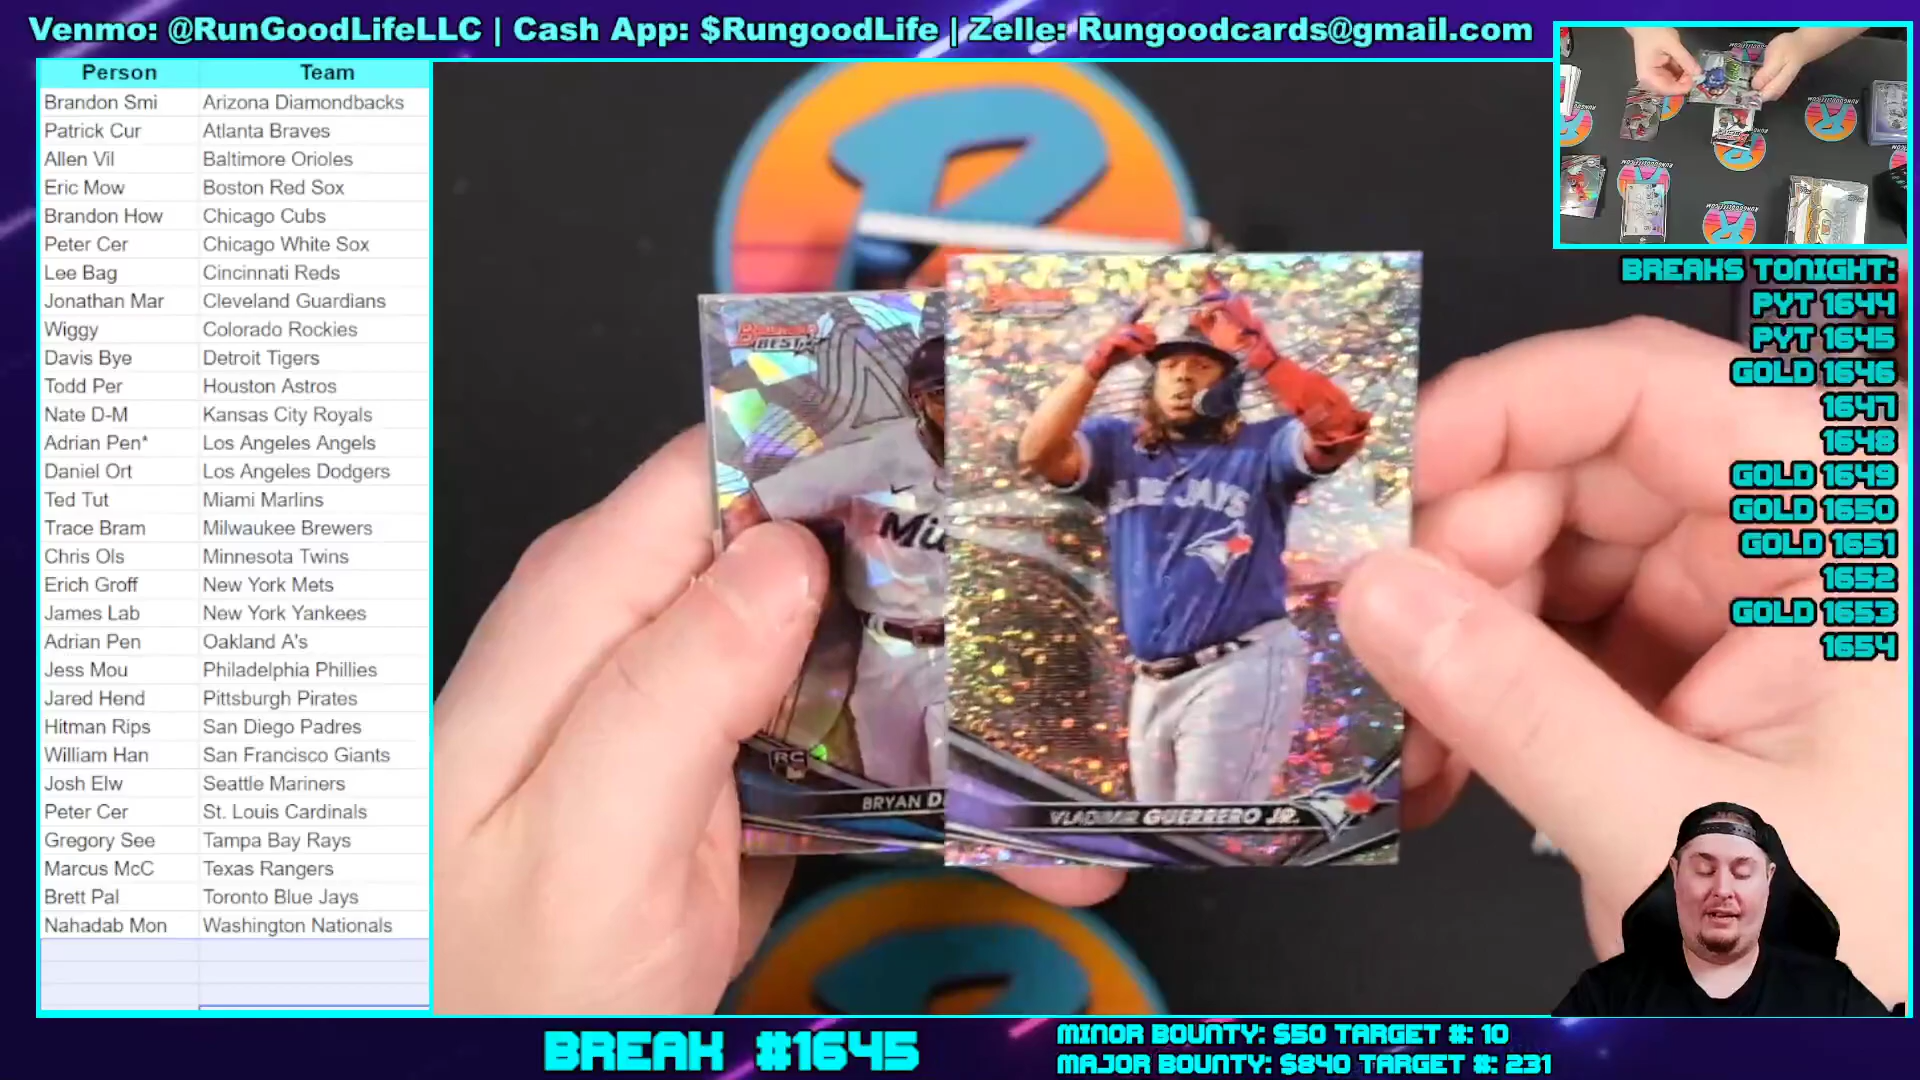 Venmo: @RunGoodLifeLLC | Cash App: $RungoodLife | Zelle: Rungoodcards@gmail.com
Person Team
Brandon Smi Arizona Diamondbacks
Patrick Cur Atlanta Braves
Allen Vil Baltimore Orioles
Eric Mow Boston Red Sox
Brandon How Chicago Cubs
Peter Cer Chicago White Sox
Lee Bag Cincinnati Reds
Jonathan Mar Cleveland Guardians
Wiggy Colorado Rockies
Davis Bye Detroit Tigers
Todd Per Houston Astros
Nate D-M Kansas City Royals
Adrian Pen* Los Angeles Angels
Daniel Ort Los Angeles Dodgers
Ted Tut Miami Marlins
Trace Bram Milwaukee Brewers
Chris Ols Minnesota Twins
Erich Groff New York Mets
James Lab New York Yankees
Adrian Pen Oakland A's
Jess Mou Philadelphia Phillies
Jared Hend Pittsburgh Pirates
Hitman Rips San Diego Padres
William Han San Francisco Giants
Josh Elw Seattle Mariners
Peter Cer St. Louis Cardinals
Gregory See Tampa Bay Rays
Marcus McC Texas Rangers
Brett Pal Toronto Blue Jays
Nahadab Mon Washington Nationals
BEST
RC
BRYAN D
BLUE JAYS
VLADIMIR GUERRERO JR.
BREAKS TONIGHT:
PYT 1644
PYT 1645
GOLD 1646
1647
1648
GOLD 1649
GOLD 1650
GOLD 1651
1652
GOLD 1653
1654
BREAK #1645
MINOR BOUNTY: $50 TARGET #: 10
MAJOR BOUNTY: $840 TARGET #: 231